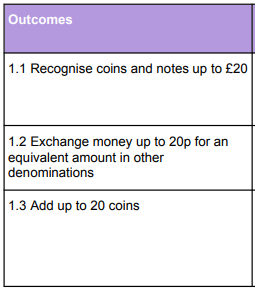 Outcomes
1.1 Recognise coins and notes up to £20
1.2 Exchange money up to 20p for an
equivalent amount in other
denominations
1.3 Add up to 20 coins